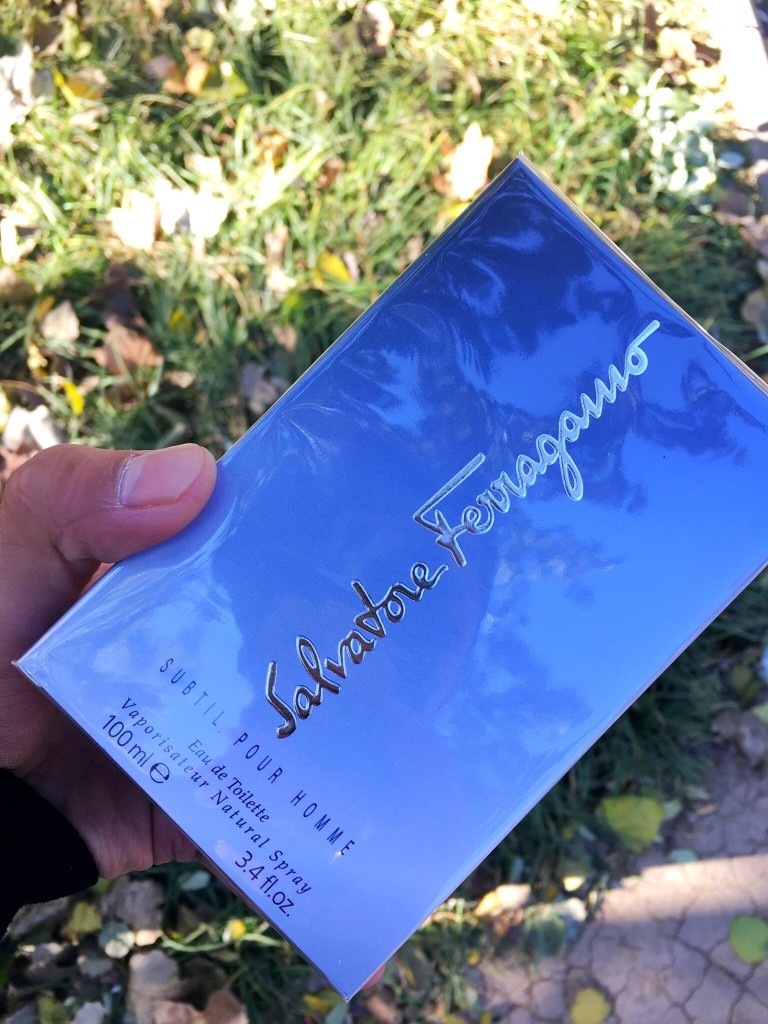 Salvatore Ferragamo
SUBTIL POUR HOMME
Eau de Toilette
Vaporisateur Natural Spray
100 ml ℮ 3.4 fl.oz.